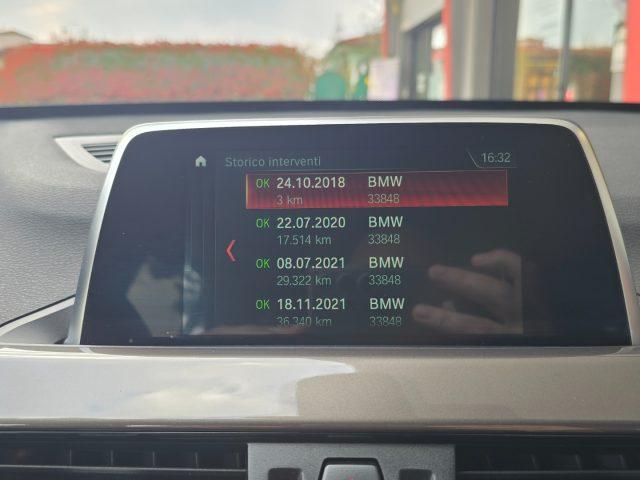 Storico interventi
16:32
OK 24.10.2018 BMW
3 km 33848
OK 22.07.2020 BMW
17.514 km 33848
OK 08.07.2021 BMW
29.322 km 33848
OK 18.11.2021 BMW
36.340 km 33848